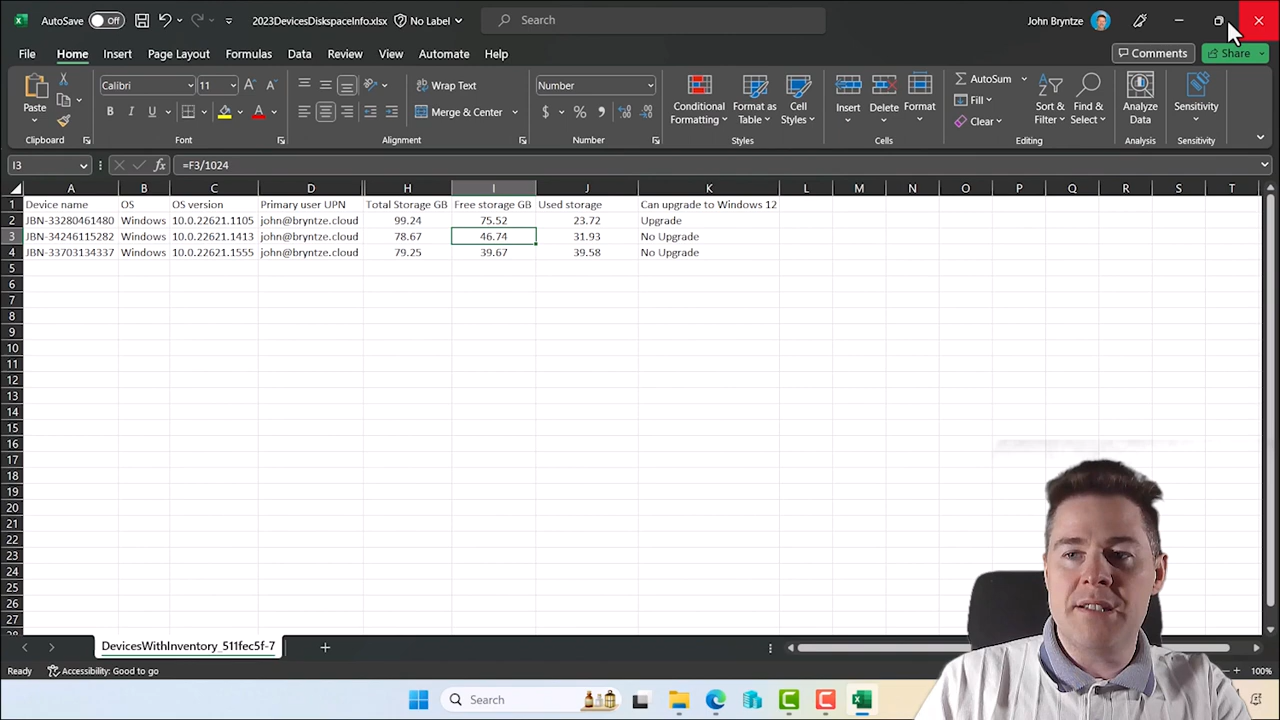 AutoSave Off 2023DevicesDiskspaceInfo.xlsx No Label Search John Bryntze
File Home Insert Page Layout Formulas Data Review View Automate Help Comments Share
Paste Calibri 11 Wrap Text Number Conditional Formatting Format as Table Cell Styles Insert Delete Format AutoSum Sort & Filter Find & Select Analyze Data Sensitivity
B I U Merge & Center $ % Fill
Clear
Clipboard Font Alignment Number Styles Cells Editing Analysis Sensitivity
I3 fx =F3/1024
A B C D H I J K L M N O P Q R S T
1 Device name OS OS version Primary user UPN Total Storage GB Free storage GB Used storage Can upgrade to Windows 12
2 JBN-33280461480 Windows 10.0.22621.1105 john@bryntze.cloud 99.24 75.52 23.72 Upgrade
3 JBN-34246115282 Windows 10.0.22621.1413 john@bryntze.cloud 78.67 46.74 31.93 No Upgrade
4 JBN-33703134337 Windows 10.0.22621.1555 john@bryntze.cloud 79.25 39.67 39.58 No Upgrade
5
6
7
8
9
10
11
12
13
14
15
16
17
18
19
20
21
22
23
24
25
26
27
DevicesWithInventory_511fec5f-7
Ready Accessibility: Good to go 100%
Search